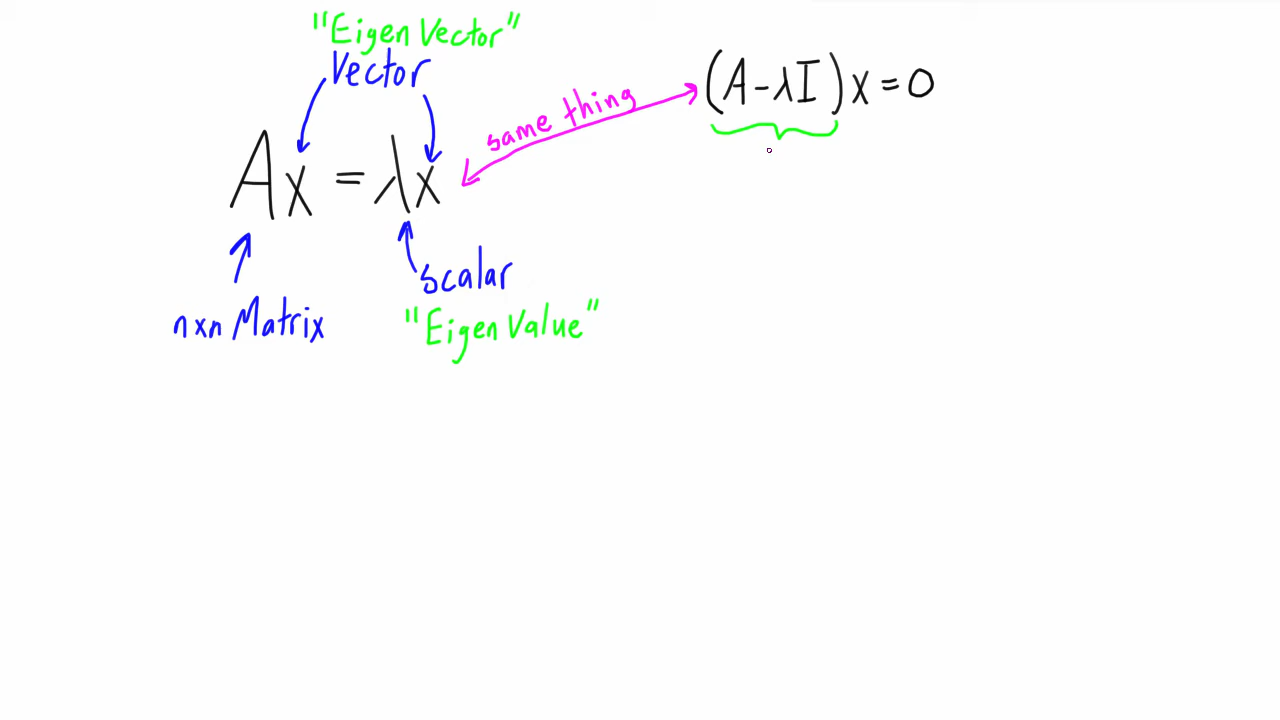 "Eigen Vector"
Vector
(A-λI)x=0
same thing
Ax = λx
scalar
nxn Matrix
"Eigen Value"